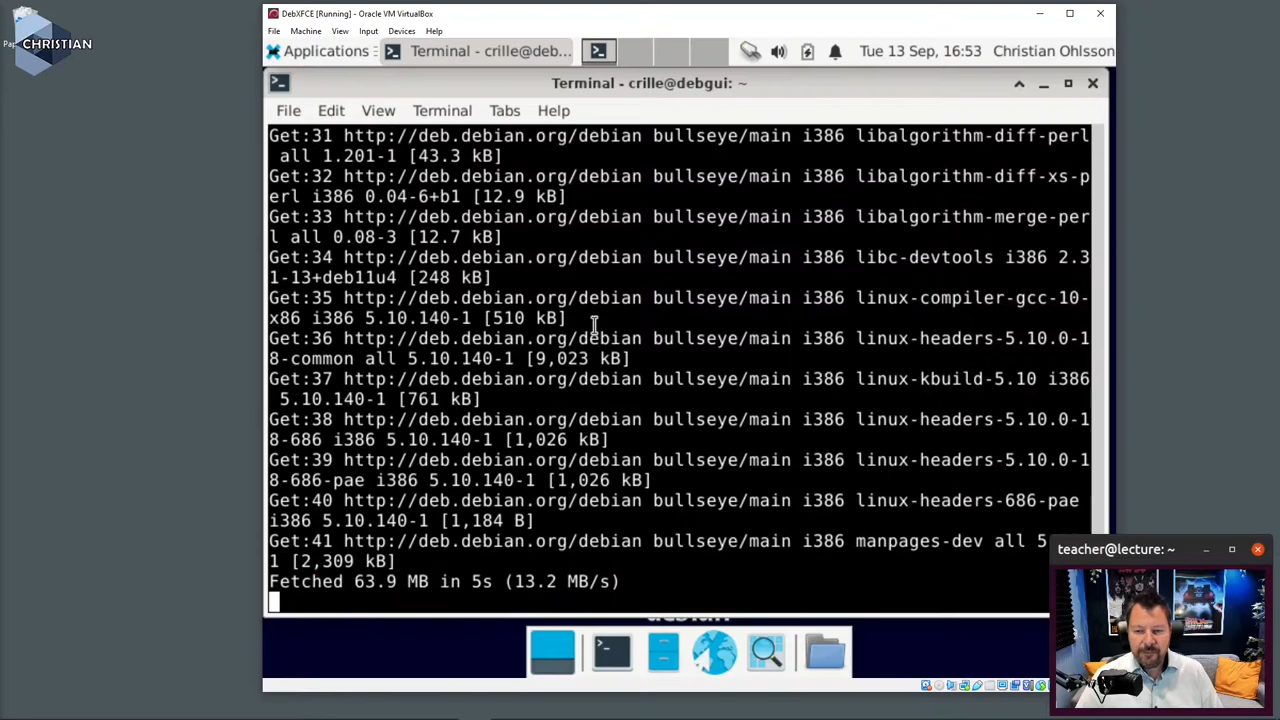 DebXFCE [Running] - Oracle VM VirtualBox
File Machine View Input Devices Help
CHRISTIAN
Applications Terminal - crille@deb... Tue 13 Sep, 16:53 Christian Ohlsson
Terminal - crille@debgui: ~
File Edit View Terminal Tabs Help
Get:31 http://deb.debian.org/debian bullseye/main i386 libalgorithm-diff-perl
all 1.201-1 [43.3 kB]
Get:32 http://deb.debian.org/debian bullseye/main i386 libalgorithm-diff-xs-p
erl i386 0.04-6+b1 [12.9 kB]
Get:33 http://deb.debian.org/debian bullseye/main i386 libalgorithm-merge-per
l all 0.08-3 [12.7 kB]
Get:34 http://deb.debian.org/debian bullseye/main i386 libc-devtools i386 2.3
1-13+deb11u4 [248 kB]
Get:35 http://deb.debian.org/debian bullseye/main i386 linux-compiler-gcc-10-
x86 i386 5.10.140-1 [510 kB]
Get:36 http://deb.debian.org/debian bullseye/main i386 linux-headers-5.10.0-1
8-common all 5.10.140-1 [9,023 kB]
Get:37 http://deb.debian.org/debian bullseye/main i386 linux-kbuild-5.10 i386
5.10.140-1 [761 kB]
Get:38 http://deb.debian.org/debian bullseye/main i386 linux-headers-5.10.0-1
8-686 i386 5.10.140-1 [1,026 kB]
Get:39 http://deb.debian.org/debian bullseye/main i386 linux-headers-5.10.0-1
8-686-pae i386 5.10.140-1 [1,026 kB]
Get:40 http://deb.debian.org/debian bullseye/main i386 linux-headers-686-pae
i386 5.10.140-1 [1,184 B]
Get:41 http://deb.debian.org/debian bullseye/main i386 manpages-dev all 5
1 [2,309 kB]
Fetched 63.9 MB in 5s (13.2 MB/s)
teacher@lecture: ~